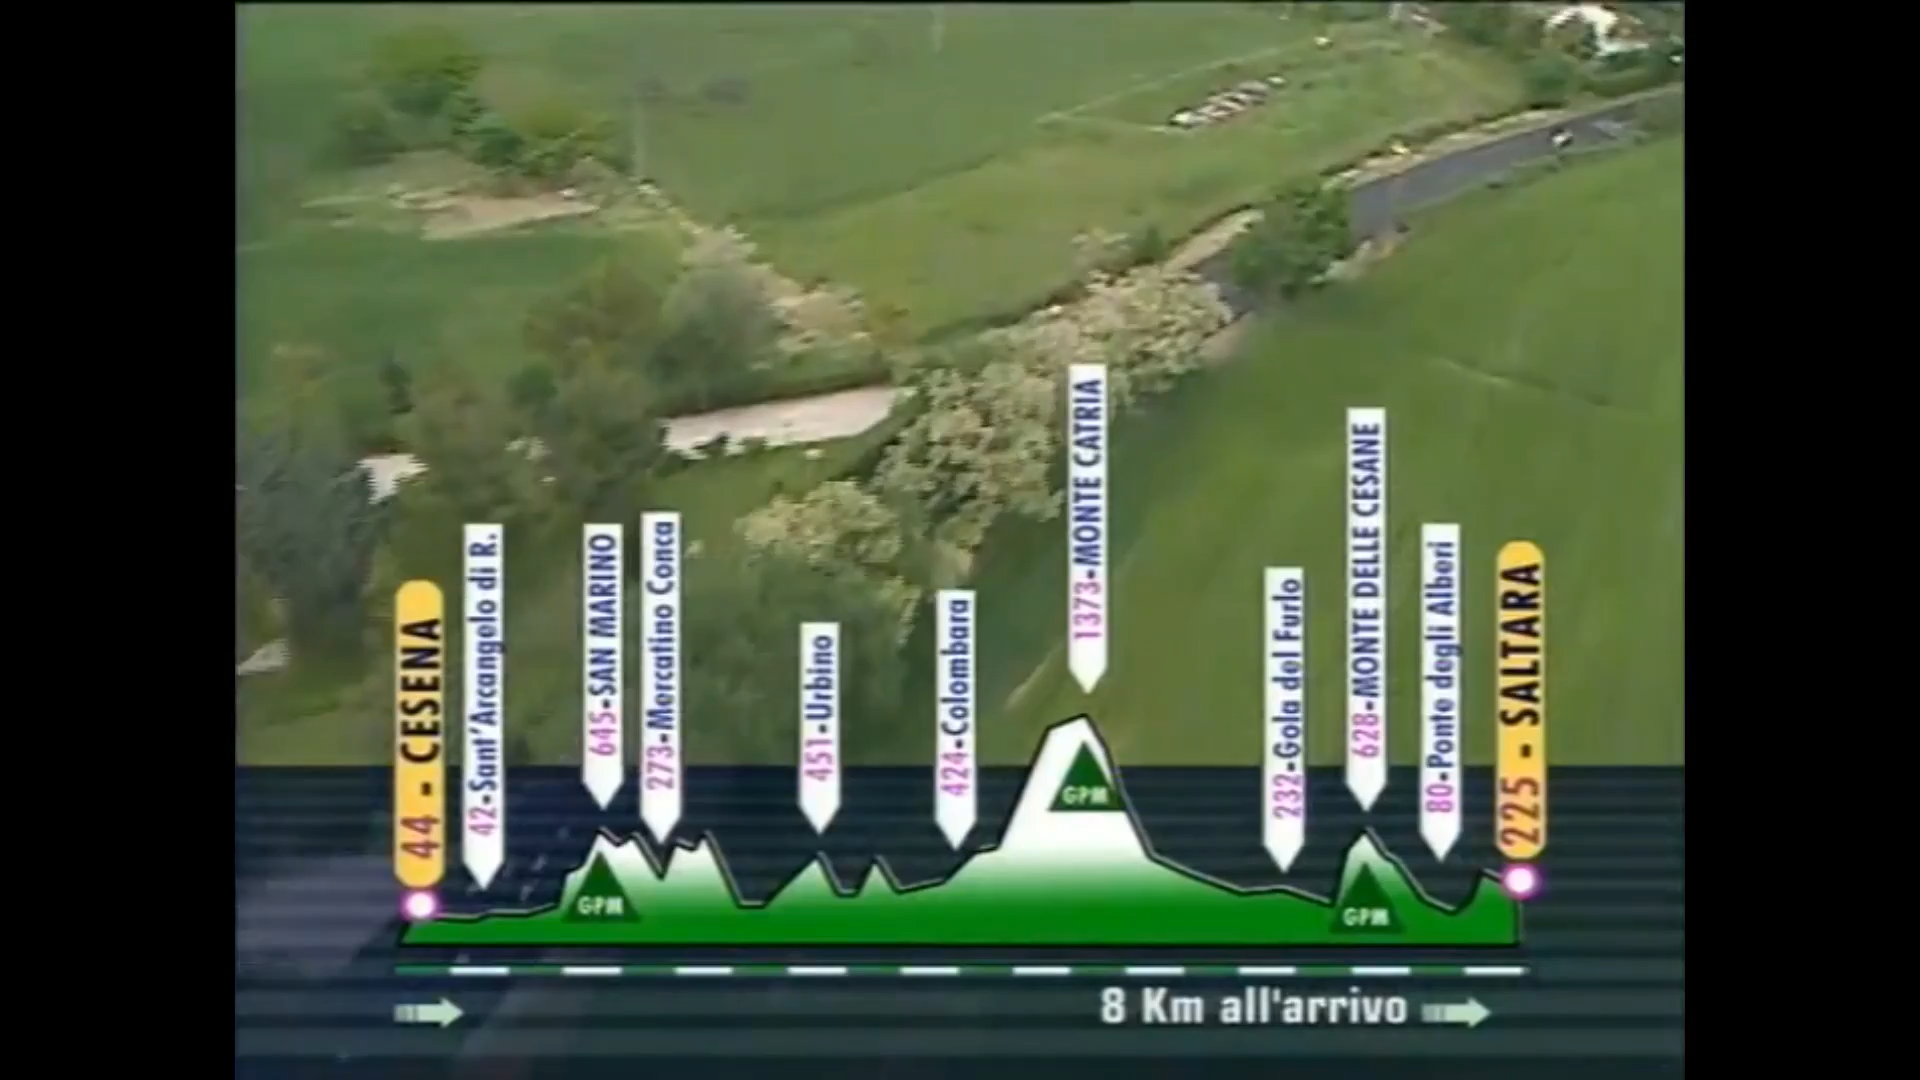 44 - CESENA
42-Sant'Arcangelo di R.
645-SAN MARINO
273-Mercatino Conca
451-Urbino
424-Colombara
1373-MONTE CATRIA
232-Gola del Furlo
628-MONTE DELLE CESANE
80-Ponte degli Alberi
225 - SALTARA
GPM
GPM
GPM
8 Km all'arrivo